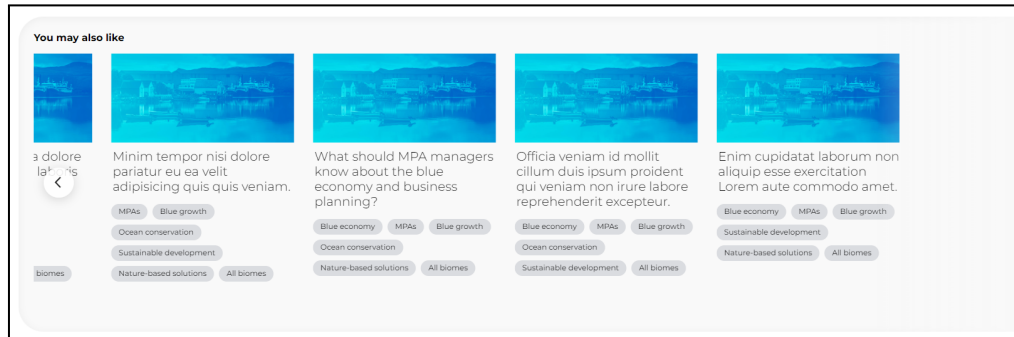 You may also like
a dolore
laboris
biomes
Minim tempor nisi dolore
pariatur eu ea velit
adipisicing quis quis veniam.
MPAs Blue growth
Ocean conservation
Sustainable development
Nature-based solutions All biomes
What should MPA managers
know about the blue
economy and business
planning?
Blue economy MPAs Blue growth
Ocean conservation
Nature-based solutions All biomes
Officia veniam id mollit
cillum duis ipsum proident
qui veniam non irure labore
reprehenderit excepteur.
Blue economy MPAs Blue growth
Ocean conservation
Sustainable development All biomes
Enim cupidatat laborum non
aliquip esse exercitation
Lorem aute commodo amet.
Blue economy MPAs Blue growth
Sustainable development
Nature-based solutions All biomes